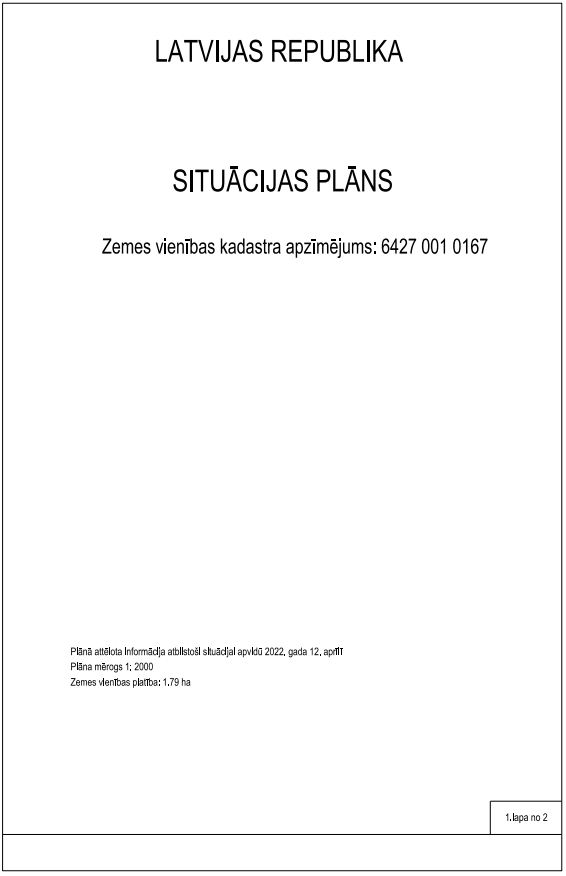 LATVIJAS REPUBLIKA
SITUĀCIJAS PLĀNS
Zemes vienības kadastra apzīmējums: 6427 001 0167
Plānā attēlota informācija atbilstoši situācijai apvidū 2022. gada 12. aprīlī
Plāna mērogs 1: 2000
Zemes vienības platība: 1.79 ha
1.lapa no 2